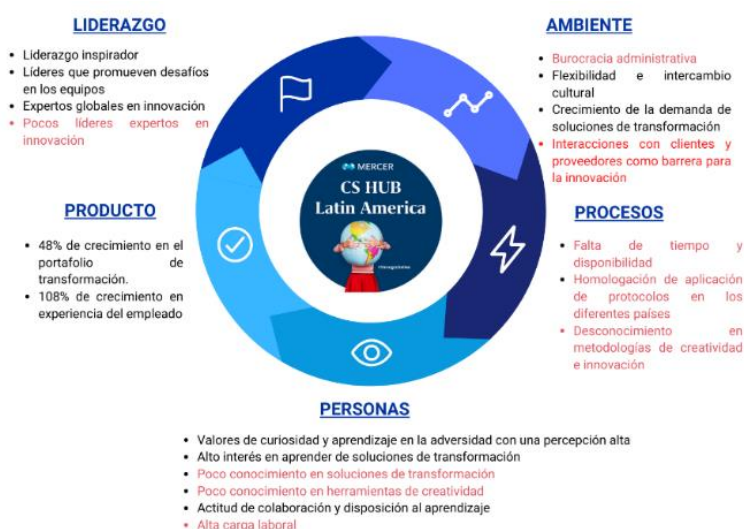 LIDERAZGO
• Liderazgo inspirador
• Líderes que promueven desafíos
en los equipos
• Expertos globales en innovación
• Pocos líderes expertos en
innovación
AMBIENTE
• Burocracia administrativa
• Flexibilidad e intercambio
cultural
• Crecimiento de la demanda de
soluciones de transformación
• Interacciones con clientes y
proveedores como barrera para
la innovación
MERCER
CS HUB
Latin America
PRODUCTO
• 48% de crecimiento en el
portafolio de
transformación.
• 108% de crecimiento en
experiencia del empleado
PROCESOS
• Falta de tiempo y
disponibilidad
• Homologación de aplicación
de protocolos en los
diferentes países
• Desconocimiento en
metodologías de creatividad
e innovación
PERSONAS
• Valores de curiosidad y aprendizaje en la adversidad con una percepción alta
• Alto interés en aprender de soluciones de transformación
• Poco conocimiento en soluciones de transformación
• Poco conocimiento en herramientas de creatividad
• Actitud de colaboración y disposición al aprendizaje
• Alta carga laboral